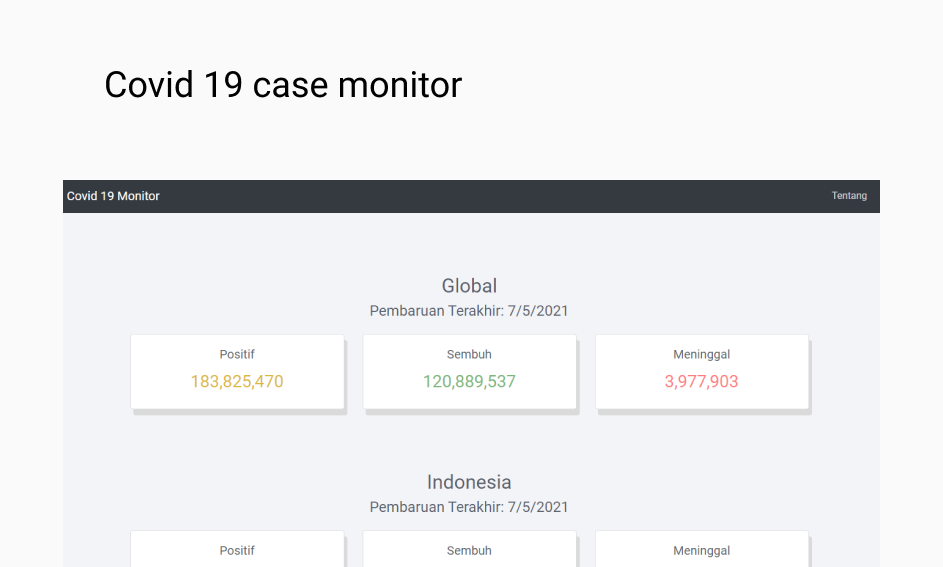 Covid 19 case monitor
Covid 19 Monitor Tentang
Global
Pembaruan Terakhir: 7/5/2021
Positif Sembuh Meninggal
183,825,470 120,889,537 3,977,903
Indonesia
Pembaruan Terakhir: 7/5/2021
Positif Sembuh Meninggal